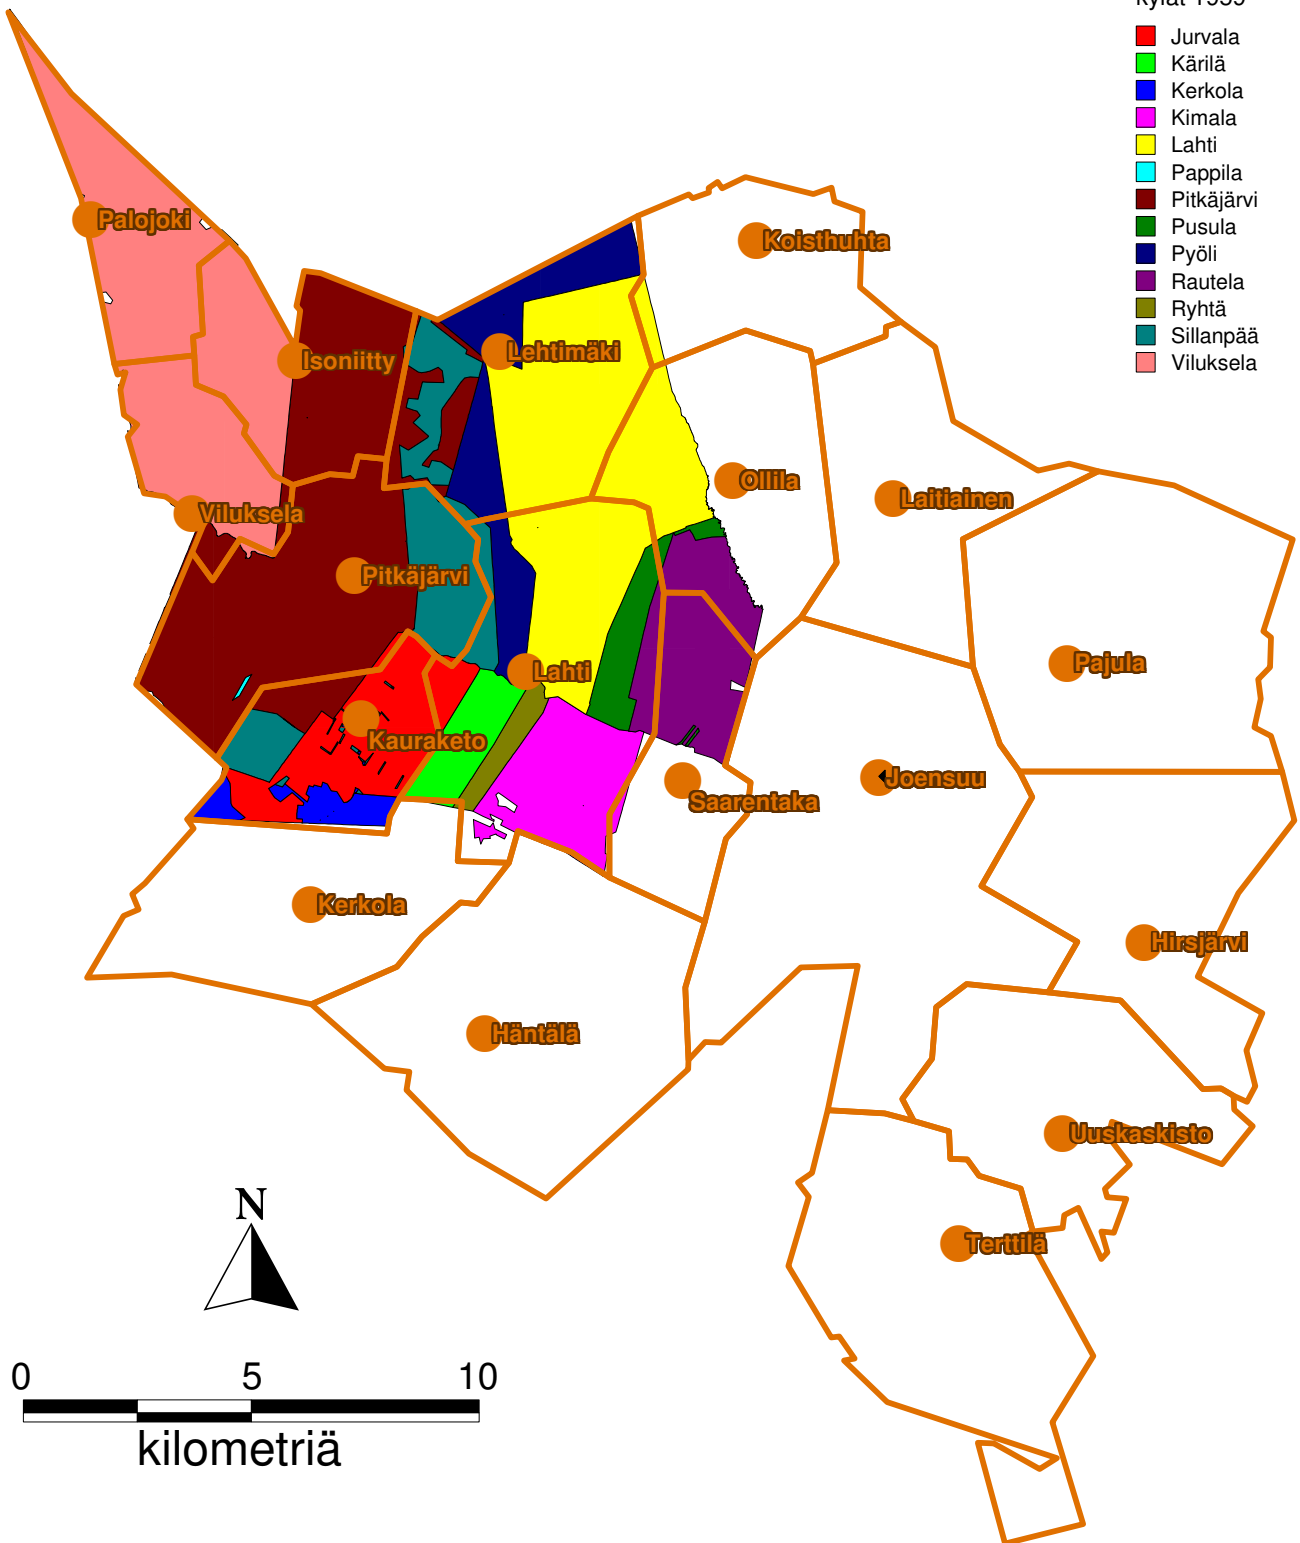 Jurvala
Kärilä
Kerkola
Kimala
Lahti
Pappila
Pitkäjärvi
Pusula
Pyöli
Rautela
Ryhtä
Sillanpää
Viluksela
Palojoki
Koisthuhta
Isoniitty
Lehtimäki
Ollila
Laitiainen
Viluksela
Pitkäjärvi
Lahti
Pajula
Kauraketo
Joensuu
Saarentaka
Kerkola
Hirsjärvi
Häntälä
Uuskaskisto
N
Terttilä
0 5 10
kilometriä